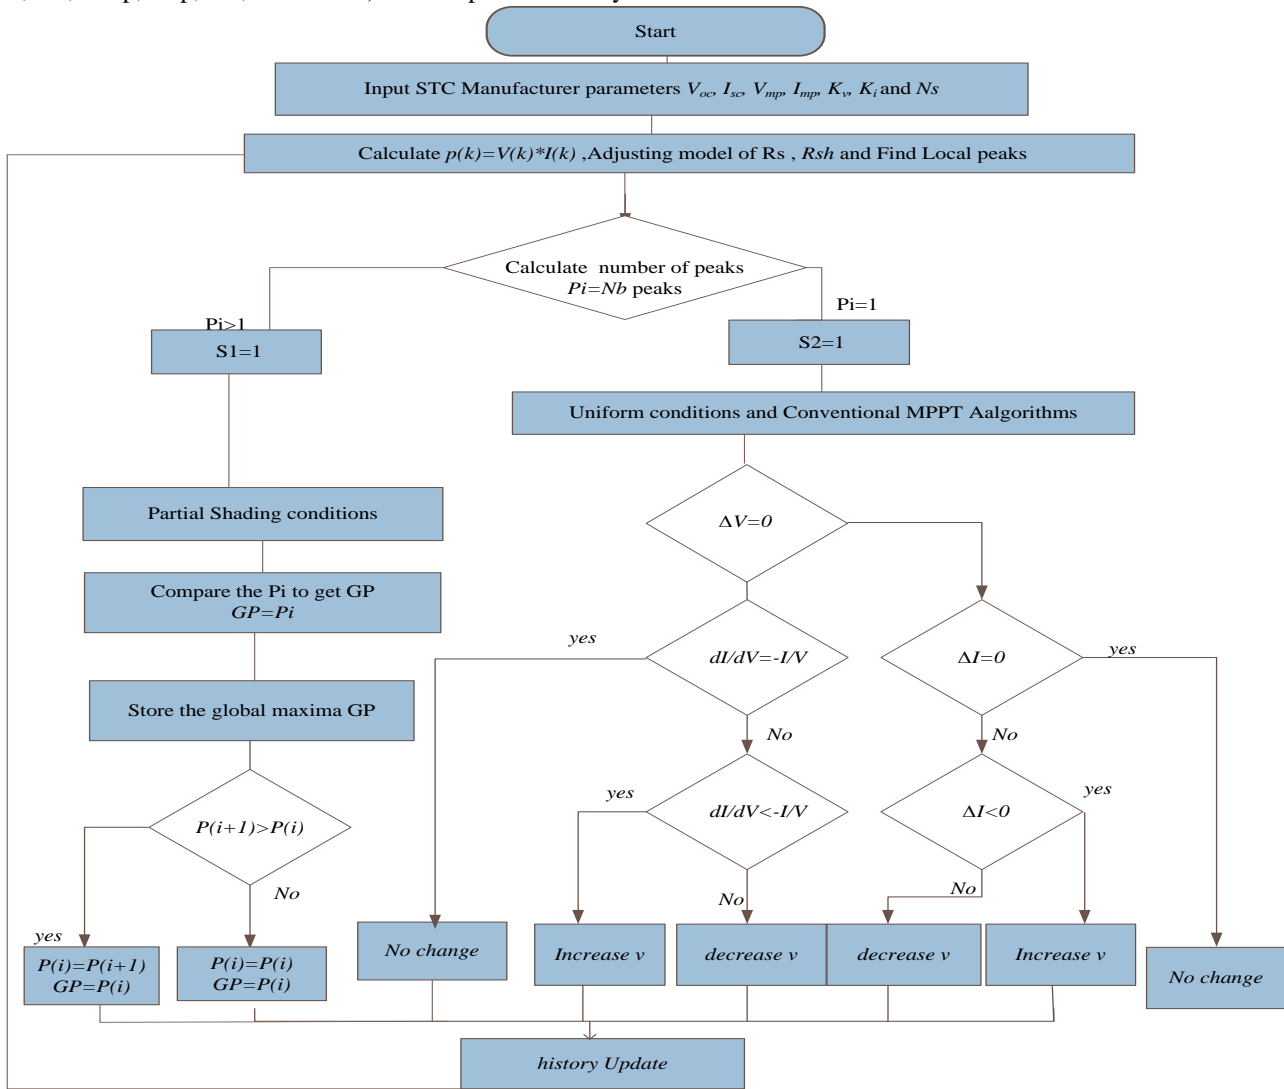 Start
Input STC Manufacturer parameters Voc, Isc, Vmp, Imp, Kv, Ki and Ns
Calculate p(k)=V(k)*I(k) ,Adjusting model of Rs , Rsh and Find Local peaks
Calculate number of peaks
Pi=Nb peaks
Pi>1
Pi=1
S1=1
S2=1
Uniform conditions and Conventional MPPT Aalgorithms
Partial Shading conditions
ΔV=0
Compare the Pi to get GP
GP=Pi
yes
dI/dV=-I/V
ΔI=0
yes
Store the global maxima GP
No
No
P(i+1)>P(i)
yes
dI/dV<-I/V
ΔI<0
yes
No
No
No
yes
P(i)=P(i+1)
GP=P(i)
P(i)=P(i)
GP=P(i)
No change
Increase v
decrease v
decrease v
Increase v
No change
history Update